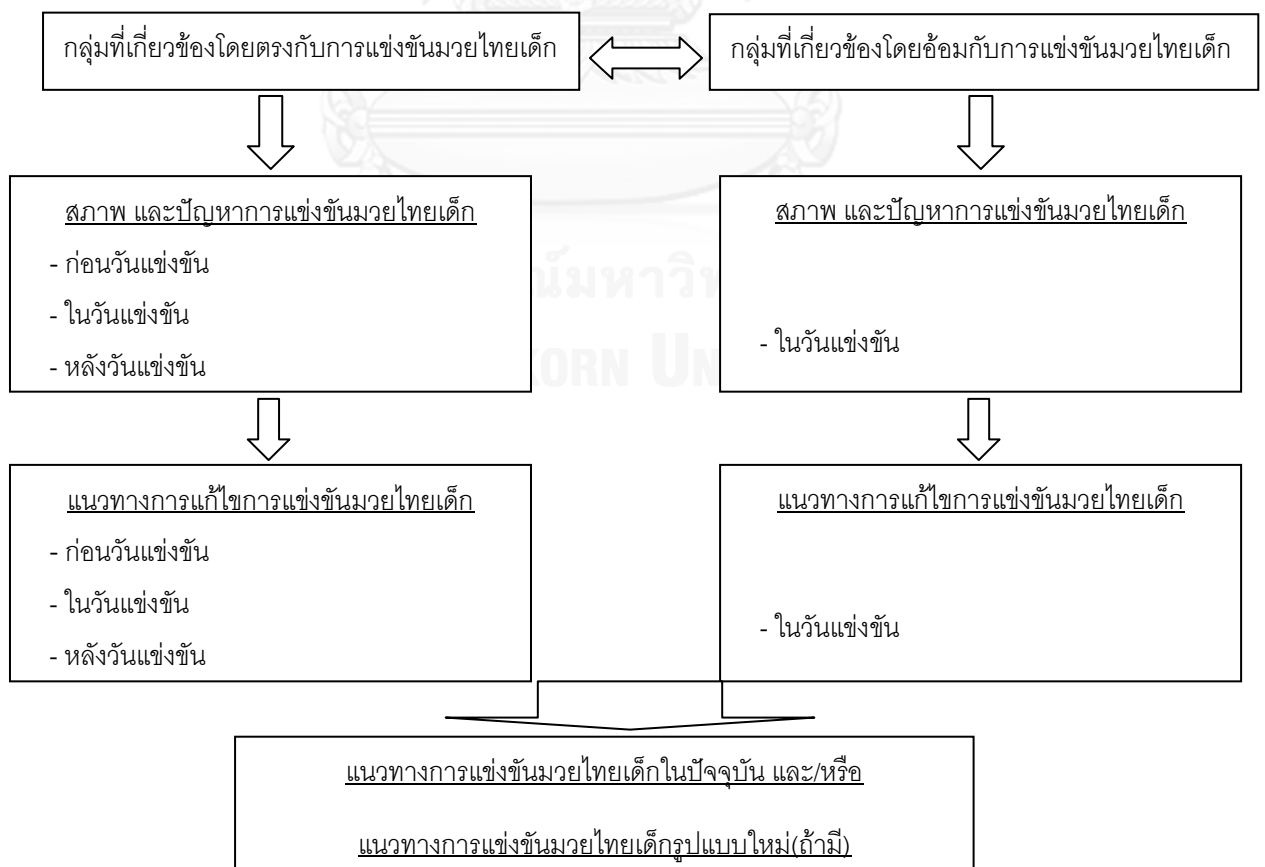 กลุ่มที่เกี่ยวข้องโดยตรงกับการแข่งขันมวยไทยเด็ก
กลุ่มที่เกี่ยวข้องโดยอ้อมกับการแข่งขันมวยไทยเด็ก
สภาพ และปัญหาการแข่งขันมวยไทยเด็ก
- ก่อนวันแข่งขัน
- ในวันแข่งขัน
- หลังวันแข่งขัน
สภาพ และปัญหาการแข่งขันมวยไทยเด็ก
- ในวันแข่งขัน
แนวทางการแก้ไขการแข่งขันมวยไทยเด็ก
- ก่อนวันแข่งขัน
- ในวันแข่งขัน
- หลังวันแข่งขัน
แนวทางการแก้ไขการแข่งขันมวยไทยเด็ก
- ในวันแข่งขัน
แนวทางการแข่งขันมวยไทยเด็กในปัจจุบัน และ/หรือ
แนวทางการแข่งขันมวยไทยเด็กรูปแบบใหม่(ถ้ามี)